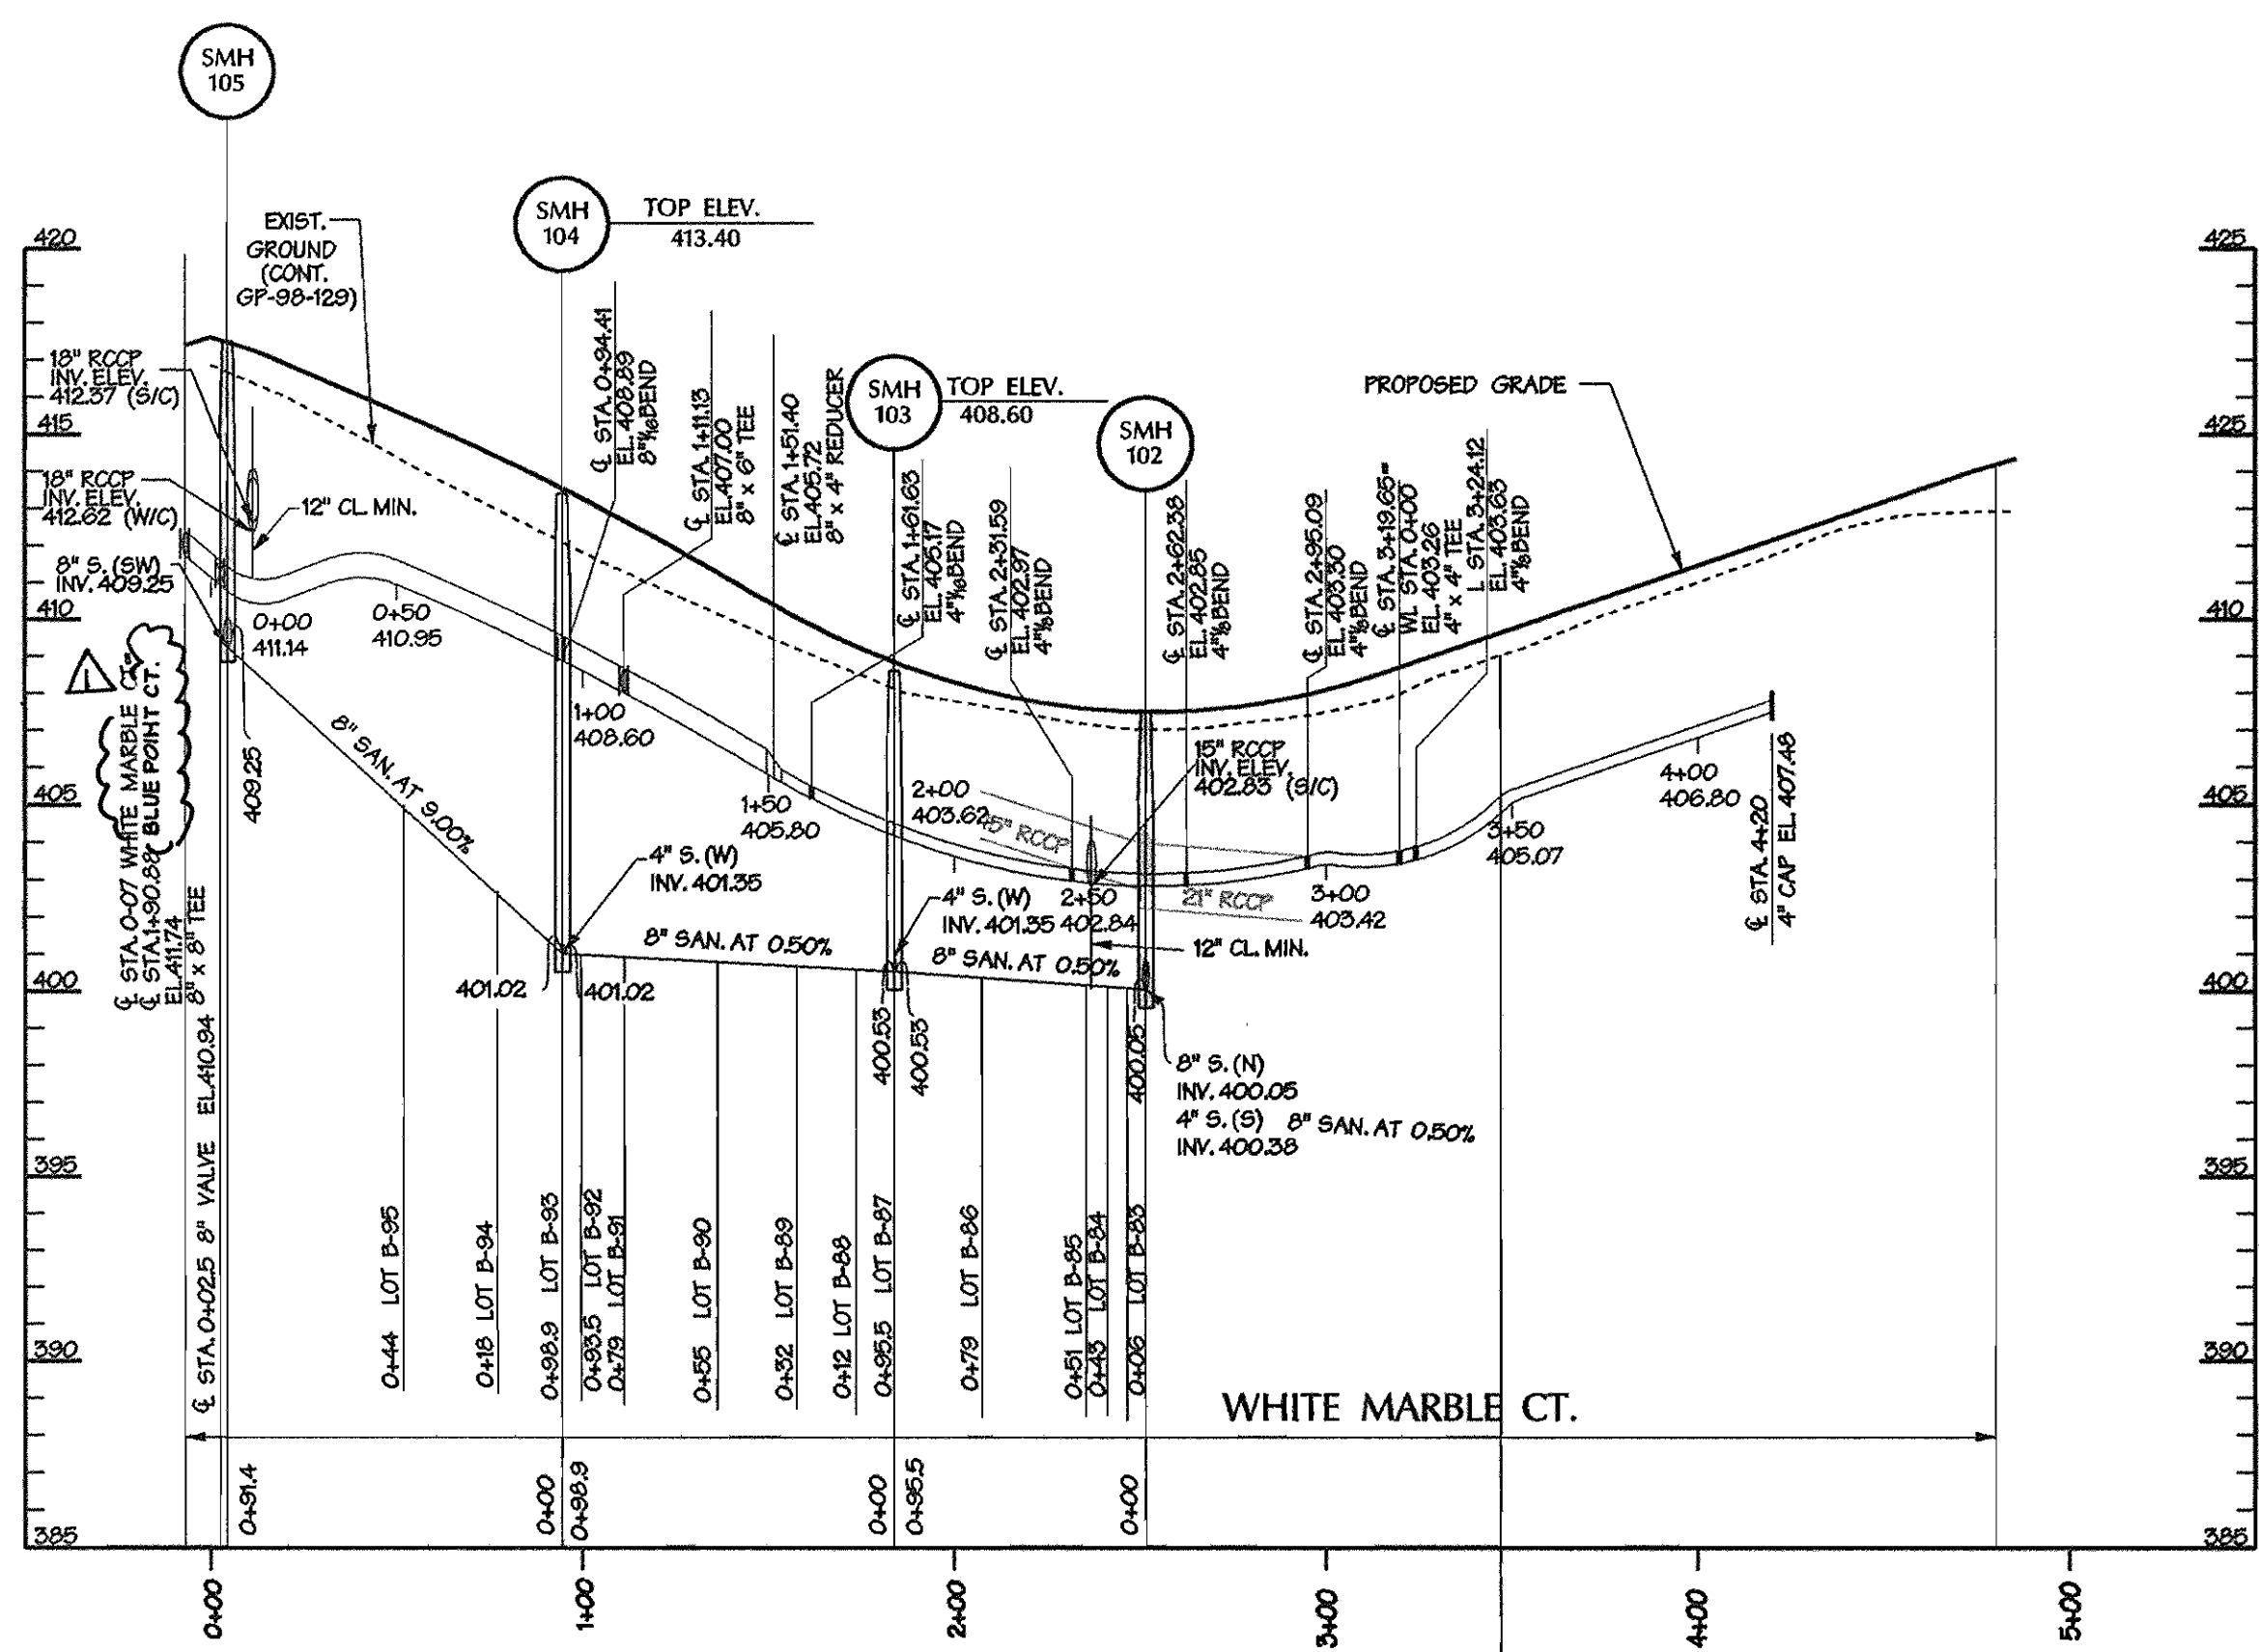 SMH
105
SMH
104
TOP ELEV.
413.40
EXIST.
GROUND
(CONT.
GP-98-129)
420
425
18" RCCP
INV. ELEV.
412.37 (S/C)
415
425
18" RCCP
INV. ELEV.
412.62 (W/C)
12" CL. MIN.
8" S. (SW)
INV. 409.25
410
410
0+00
411.14
0+50
410.95
℄ STA. 0+94.41
EL. 408.89
8" 1/16 BEND
℄ STA. 1+11.13
EL. 407.00
8" x 6" TEE
℄ STA. 1+51.40
EL. 405.72
8" x 4" REDUCER
SMH
103
TOP ELEV.
408.60
℄ STA. 1+61.63
EL. 405.17
4" 1/16 BEND
℄ STA. 2+31.59
EL. 402.97
4" 1/8 BEND
SMH
102
℄ STA. 2+62.38
EL. 402.85
4" 1/8 BEND
℄ STA. 2+95.09
EL. 403.30
4" 1/8 BEND
℄ STA. 3+19.65=
WL STA. 0+00
EL. 403.26
4" x 4" TEE
L STA. 3+24.12
EL. 403.63
4" 1/8 BEND
PROPOSED GRADE
1
℄ STA. 0-07 WHITE MARBLE CT.=
℄ STA. 1+90.88 BLUE POINT CT.
EL. 411.74
8" x 8" TEE
409.25
8" SAN. AT 9.00%
1+00
408.60
1+50
405.80
2+00
403.62
15" RCCP
15" RCCP
INV. ELEV.
402.83 (S/C)
405
405
4" S. (W)
INV. 401.35
4" S. (W)
INV. 401.35
2+50
402.84
21" RCCP
3+00
403.42
3+50
405.07
4+00
406.80
℄ STA. 4+20
4" CAP EL. 407.48
12" CL. MIN.
8" SAN. AT 0.50%
8" SAN. AT 0.50%
401.02
401.02
400
400
400.53
400.53
400.05
8" S. (N)
INV. 400.05
4" S. (S) 8" SAN. AT 0.50%
INV. 400.38
℄ STA. 0+02.5 8" VALVE EL. 410.94
395
395
0+44 LOT B-95
0+18 LOT B-94
0+98.9 LOT B-93
0+93.5 LOT B-92
0+79 LOT B-91
0+55 LOT B-90
0+32 LOT B-89
0+12 LOT B-88
0+95.5 LOT B-87
0+79 LOT B-86
0+51 LOT B-85
0+43 LOT B-84
0+06 LOT B-83
390
390
WHITE MARBLE CT.
0+91.4
0+00
0+98.9
0+00
0+95.5
0+00
385
385
0+00
1+00
2+00
3+00
4+00
5+00